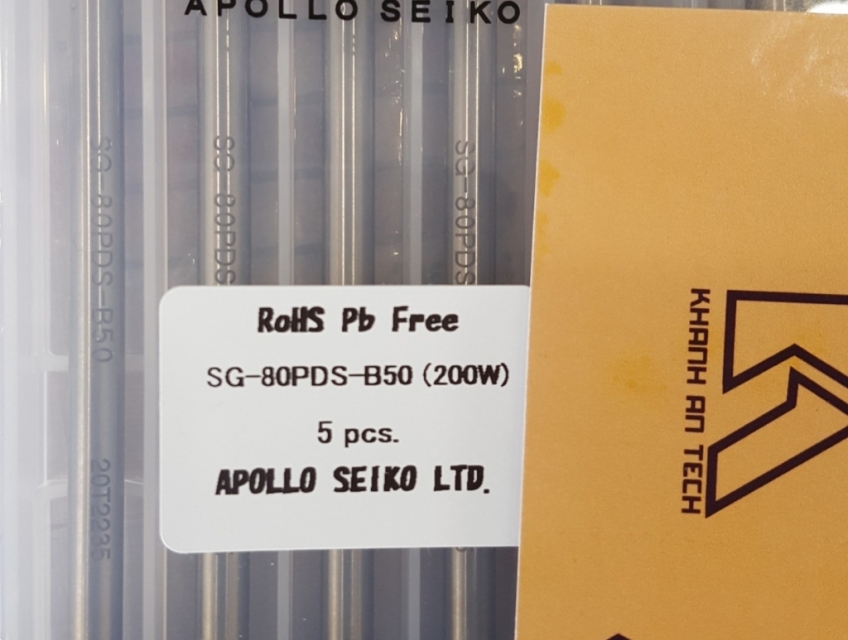 APOLLO SEIKO
SG-80PDS-B50
20T2235
SG-80PDS
SG-80PDS
RoHS Pb Free
SG-80PDS-B50 (200W)
5 pcs.
APOLLO SEIKO LTD.
KHANH AN TECH